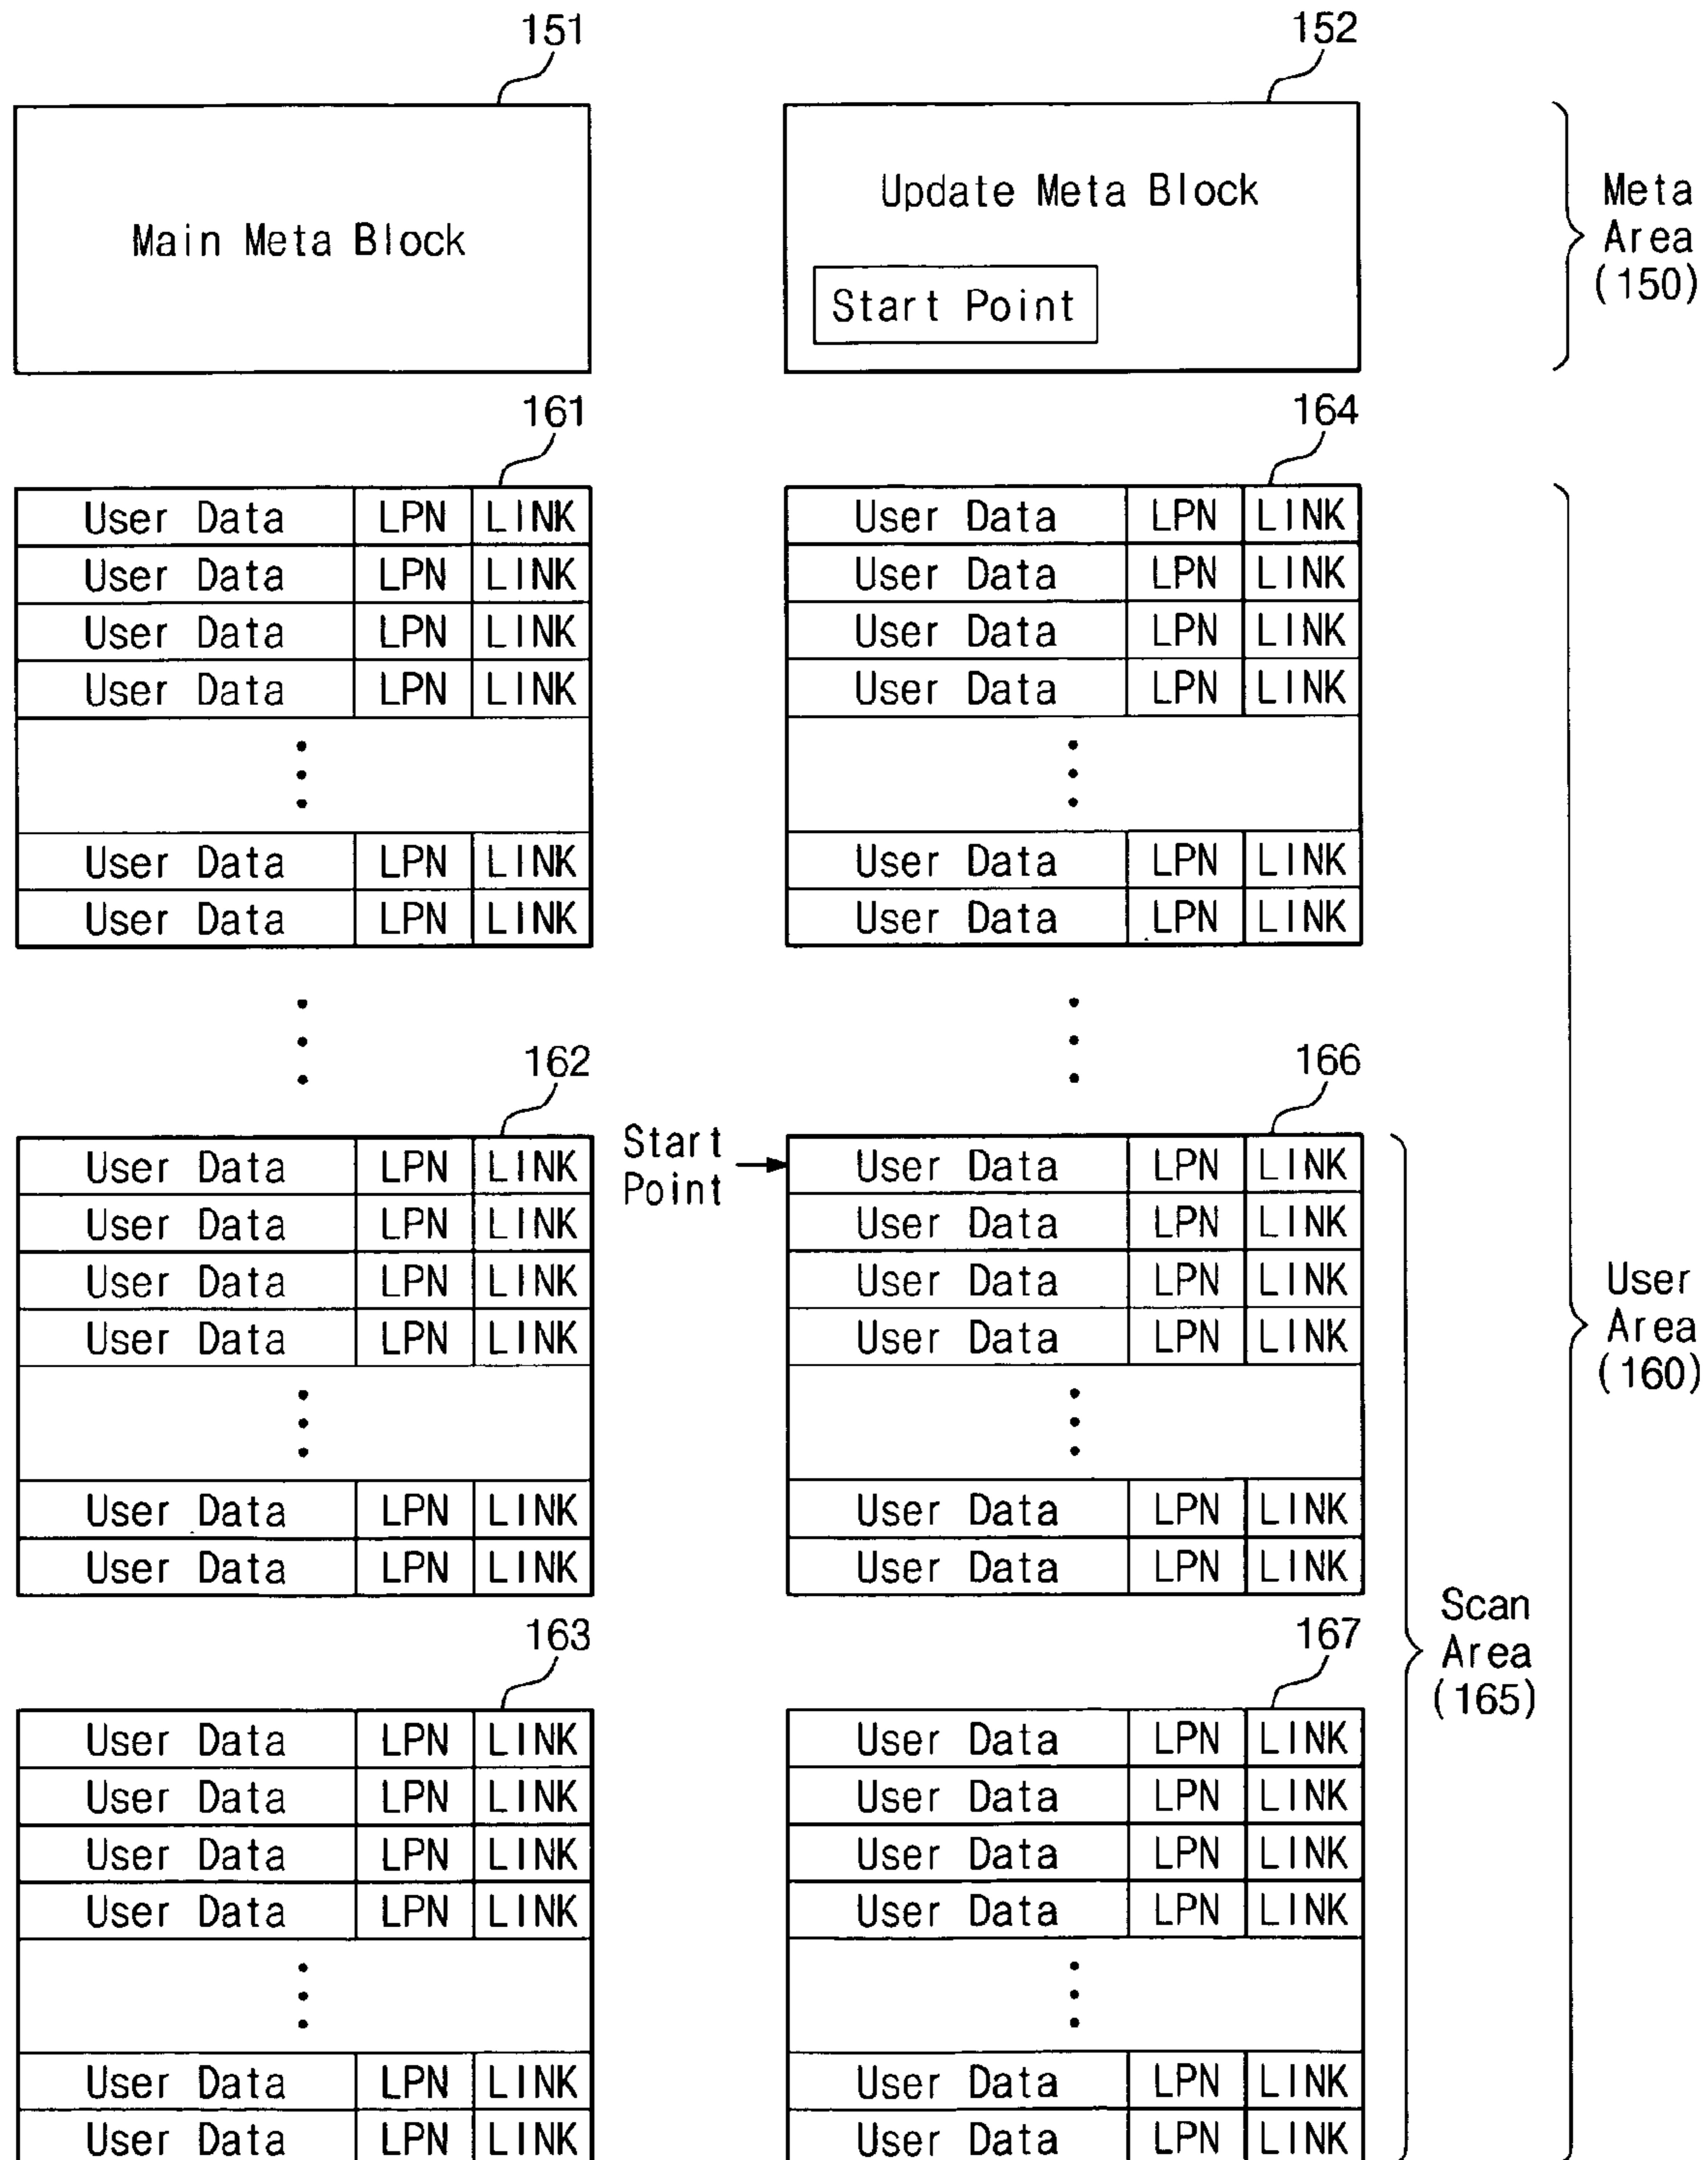 151
152
Main Meta Block
Update Meta Block
Start Point
Meta
Area
(150)
161
164
User Data LPN LINK
User Data LPN LINK
User Data LPN LINK
User Data LPN LINK
User Data LPN LINK
User Data LPN LINK
User Data LPN LINK
User Data LPN LINK
User Data LPN LINK
User Data LPN LINK
User Data LPN LINK
User Data LPN LINK
162
166
User Data LPN LINK
User Data LPN LINK
User Data LPN LINK
User Data LPN LINK
User Data LPN LINK
User Data LPN LINK
Start
Point
User Data LPN LINK
User Data LPN LINK
User Data LPN LINK
User Data LPN LINK
User Data LPN LINK
User Data LPN LINK
User
Area
(160)
Scan
Area
(165)
163
167
User Data LPN LINK
User Data LPN LINK
User Data LPN LINK
User Data LPN LINK
User Data LPN LINK
User Data LPN LINK
User Data LPN LINK
User Data LPN LINK
User Data LPN LINK
User Data LPN LINK
User Data LPN LINK
User Data LPN LINK